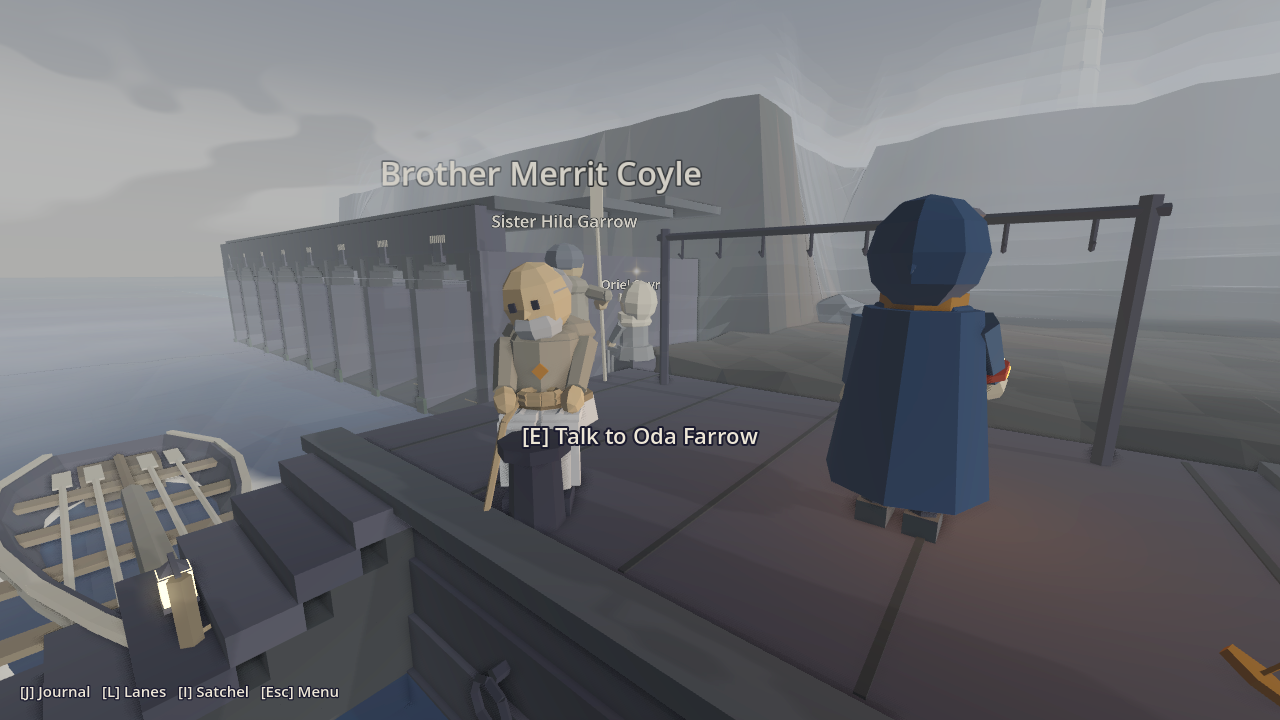 Brother Merrit Coyle
Sister Hild Garrow
[E] Talk to Oda Farrow
[J] Journal [L] Lanes [I] Satchel [Esc] Menu